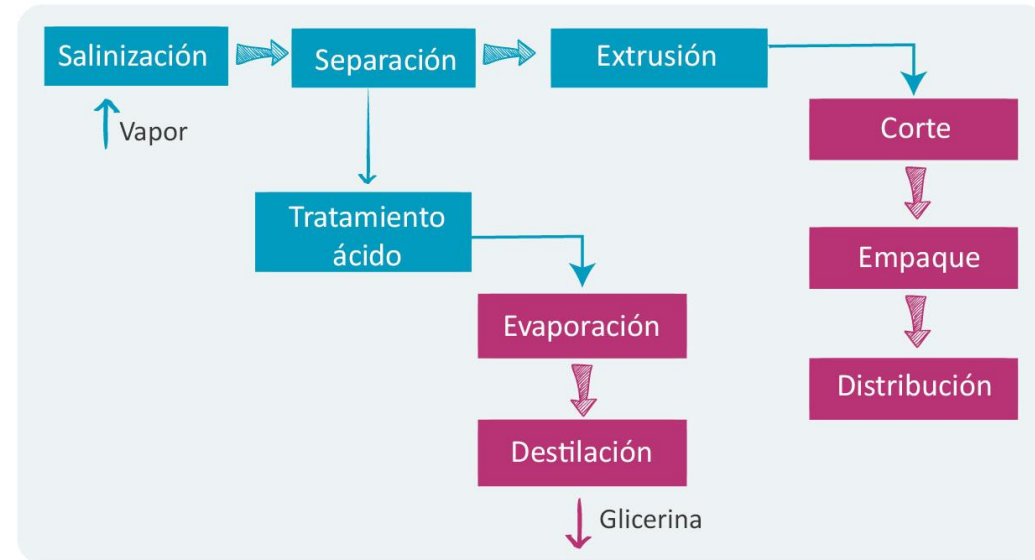 Salinización
Separación
Extrusión
Vapor
Corte
Tratamiento
ácido
Empaque
Evaporación
Distribución
Destilación
Glicerina